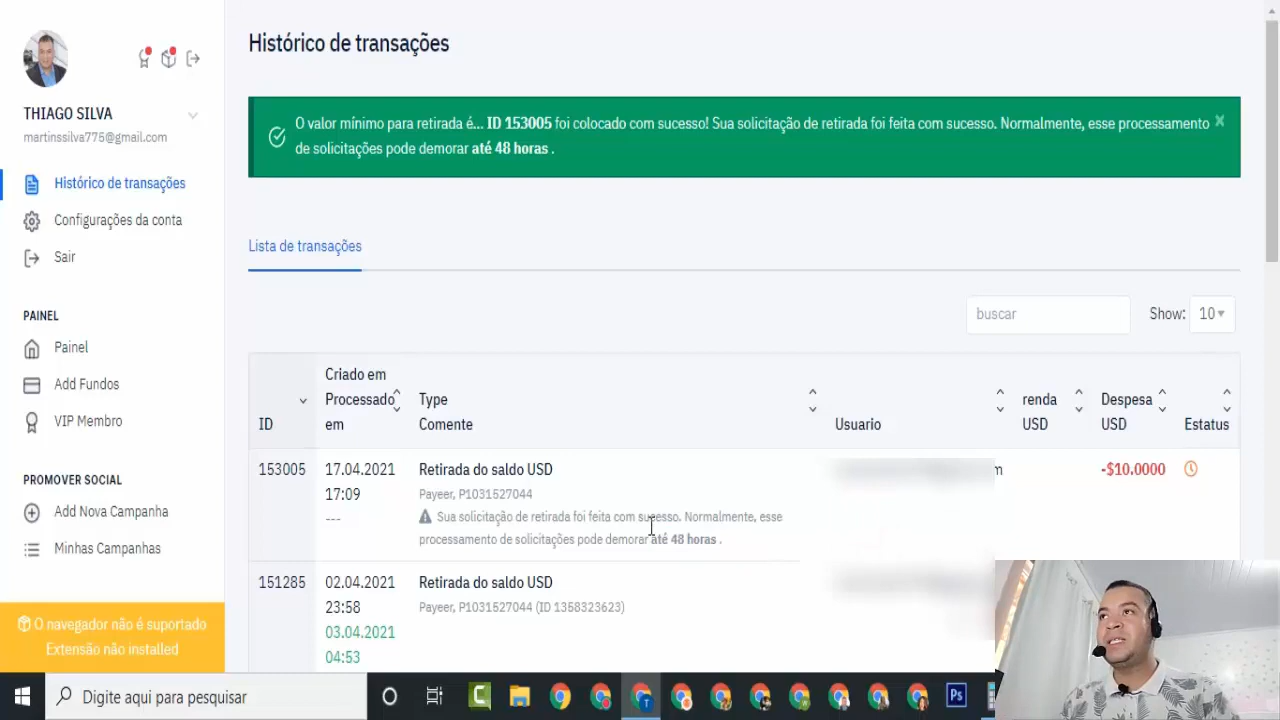 Histórico de transações
THIAGO SILVA
martinssilva775@gmail.com
Histórico de transações
Configurações da conta
Sair
PAINEL
Painel
Add Fundos
VIP Membro
PROMOVER SOCIAL
Add Nova Campanha
Minhas Campanhas
O navegador não é suportado
Extensão não installed
O valor mínimo para retirada é... ID 153005 foi colocado com sucesso! Sua solicitação de retirada foi feita com sucesso. Normalmente, esse processamento
de solicitações pode demorar até 48 horas .
×
Lista de transações
buscar
Show: 10
Criado em
Processado
em
ID
Type
Comente
Usuario
renda
USD
Despesa
USD
Estatus
153005
17.04.2021
17:09
---
Retirada do saldo USD
Payeer, P1031527044
Sua solicitação de retirada foi feita com sucesso. Normalmente, esse
processamento de solicitações pode demorar até 48 horas .
m
-$10.0000
151285
02.04.2021
23:58
03.04.2021
04:53
Retirada do saldo USD
Payeer, P1031527044 (ID 1358323623)
Digite aqui para pesquisar
C
T
Ps